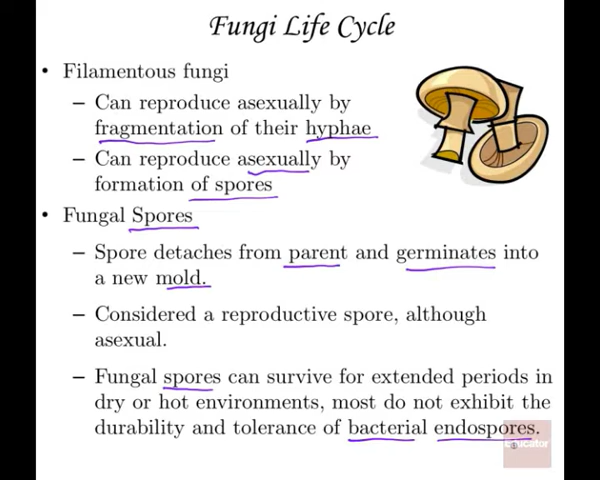 Fungi Life Cycle
• Filamentous fungi
– Can reproduce asexually by
fragmentation of their hyphae
– Can reproduce asexually by
formation of spores
• Fungal Spores
– Spore detaches from parent and germinates into
a new mold.
– Considered a reproductive spore, although
asexual.
– Fungal spores can survive for extended periods in
dry or hot environments, most do not exhibit the
durability and tolerance of bacterial endospores.
Educator